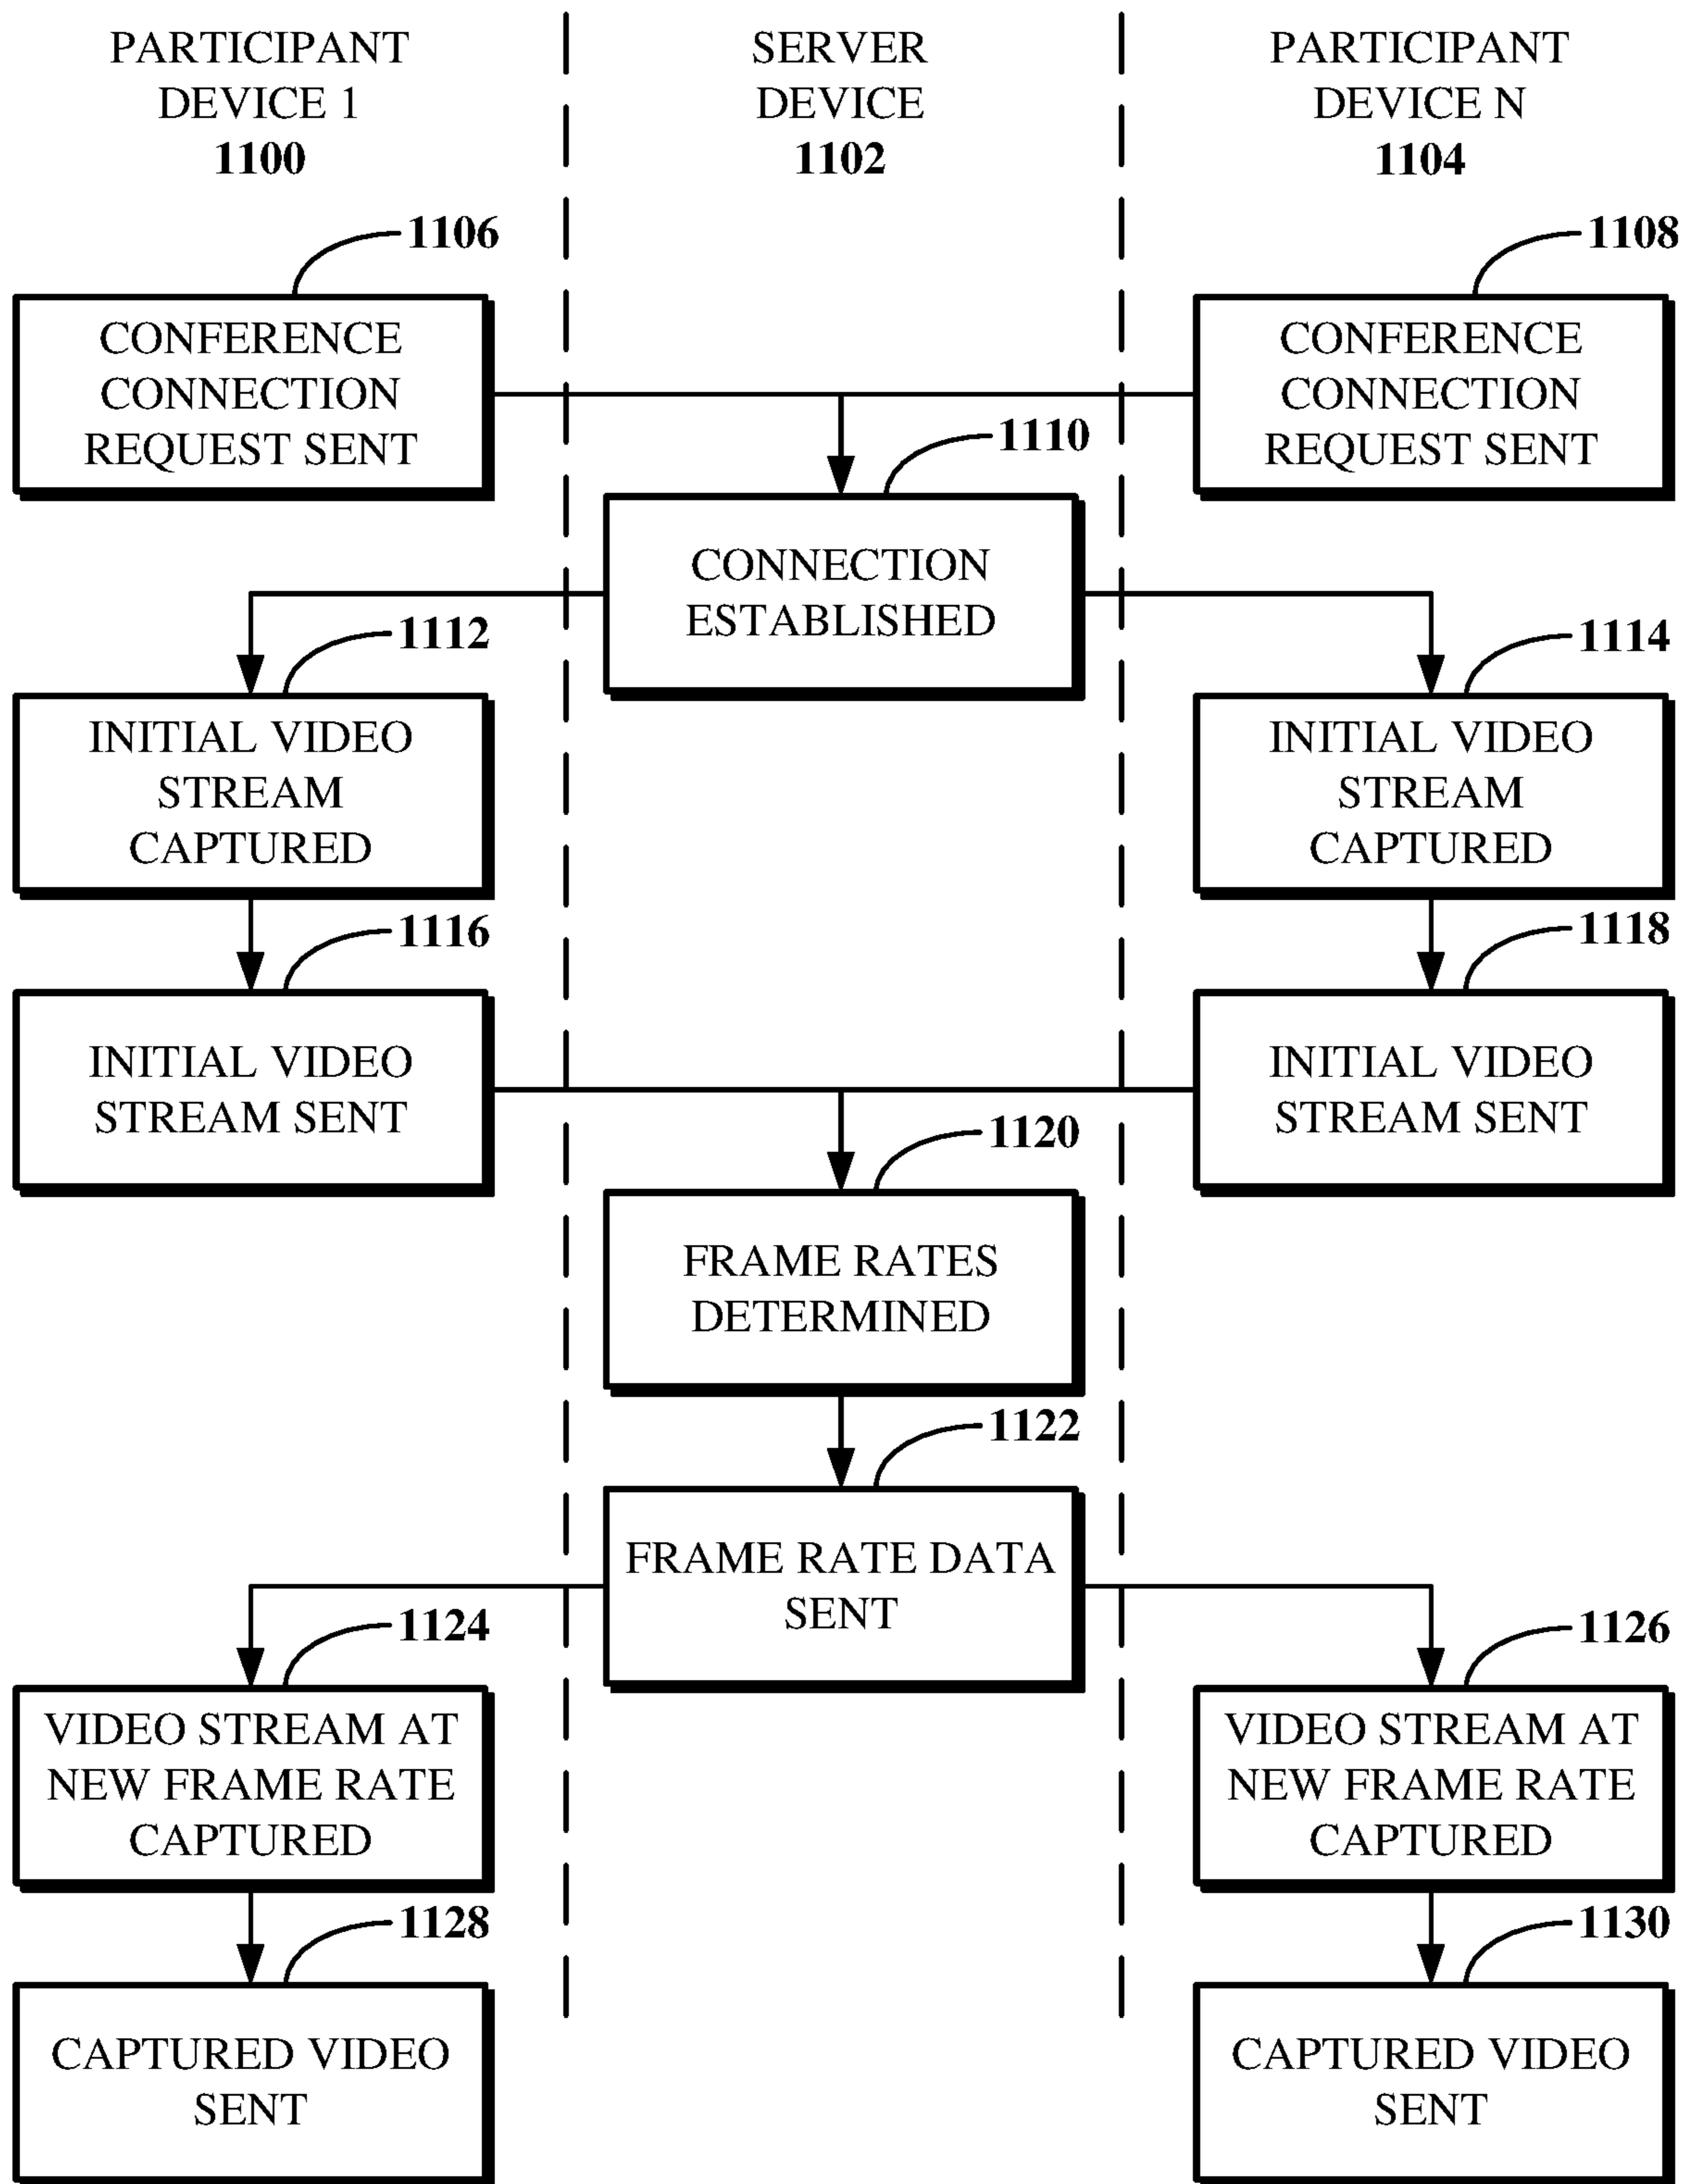 PARTICIPANT
DEVICE 1
1100
SERVER
DEVICE
1102
PARTICIPANT
DEVICE N
1104
1106
CONFERENCE
CONNECTION
REQUEST SENT
1108
CONFERENCE
CONNECTION
REQUEST SENT
1110
CONNECTION
ESTABLISHED
1112
INITIAL VIDEO
STREAM
CAPTURED
1114
INITIAL VIDEO
STREAM
CAPTURED
1116
INITIAL VIDEO
STREAM SENT
1118
INITIAL VIDEO
STREAM SENT
1120
FRAME RATES
DETERMINED
1122
FRAME RATE DATA
SENT
1124
VIDEO STREAM AT
NEW FRAME RATE
CAPTURED
1126
VIDEO STREAM AT
NEW FRAME RATE
CAPTURED
1128
CAPTURED VIDEO
SENT
1130
CAPTURED VIDEO
SENT